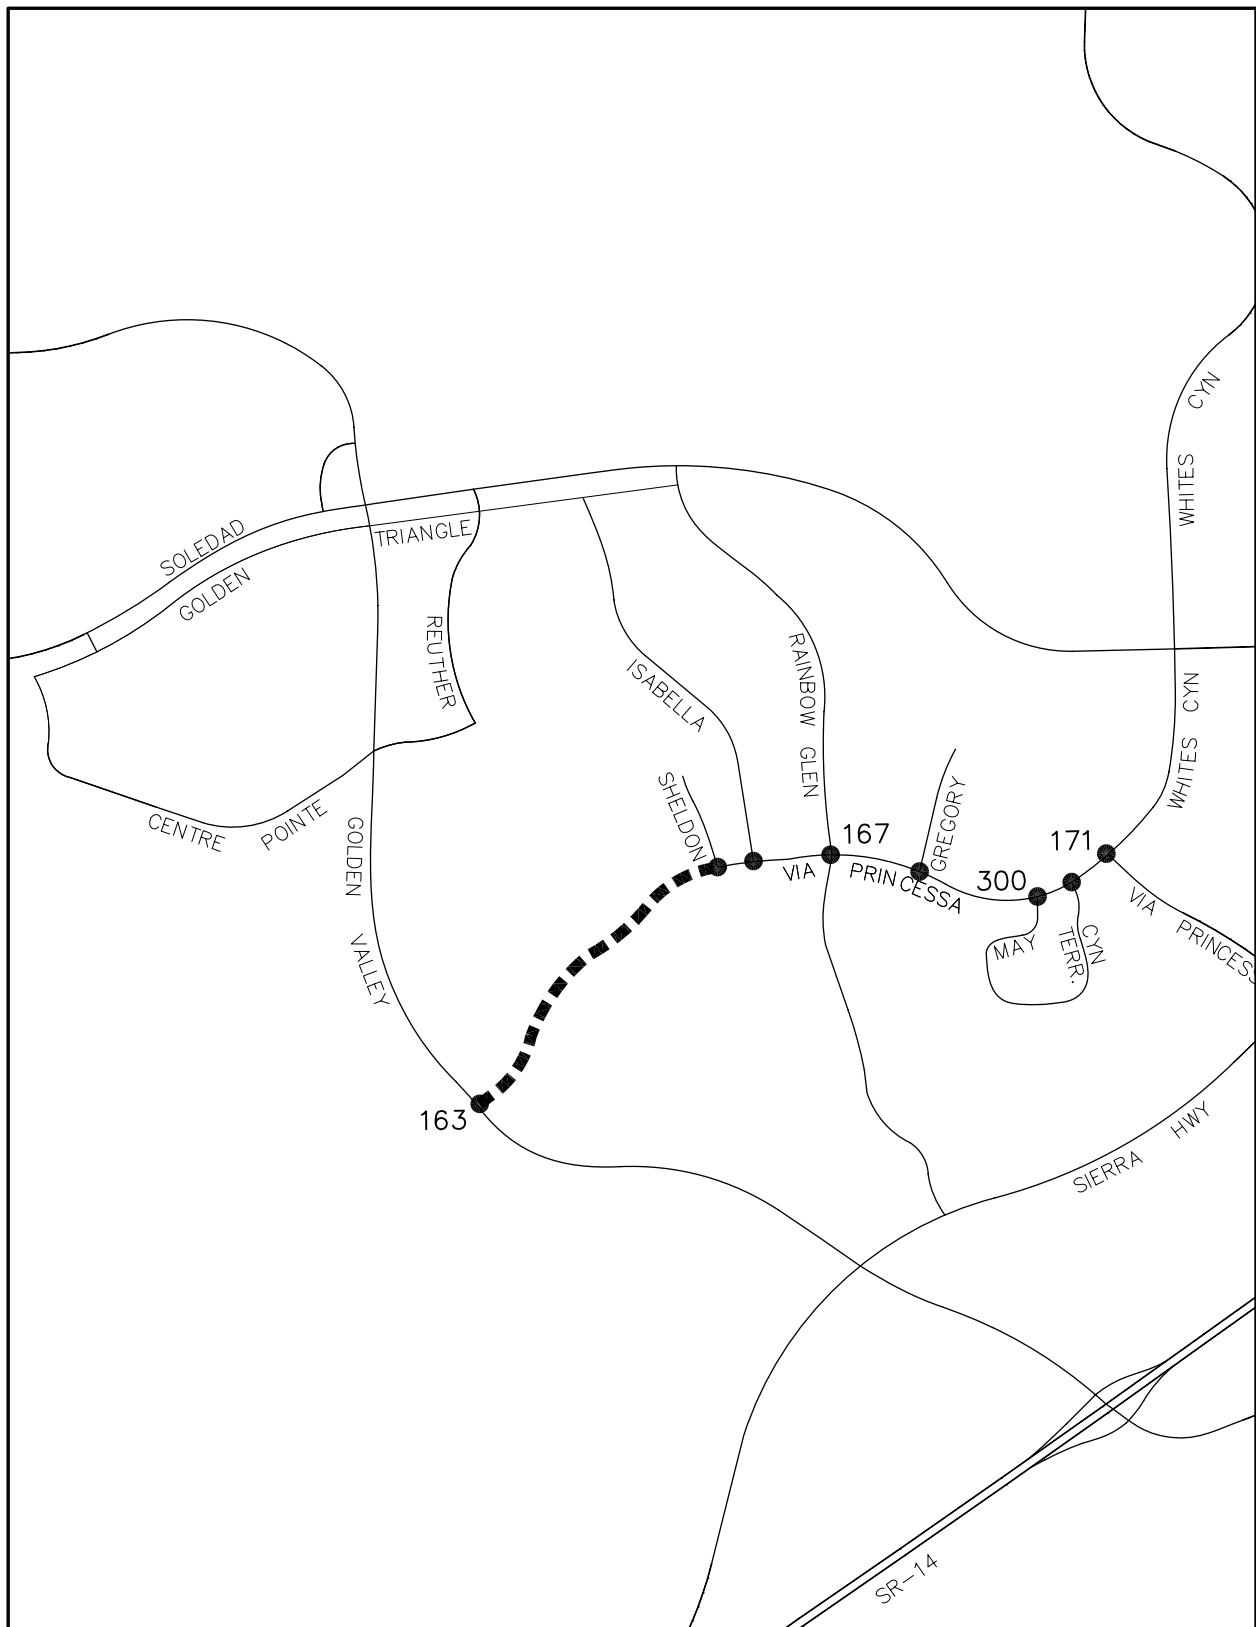 CYN
WHITES
SOLEDAD
TRIANGLE
GOLDEN
REUTHER
RAINBOW GLEN
ISABELLA
WHITES CYN
SHELDON
CENTRE POINTE
GOLDEN VALLEY
167
GREGORY
171
VIA PRINCESSA
300
VIA PRINCESS
MAY
CYN
TERR.
163
SIERRA HWY
SR-14